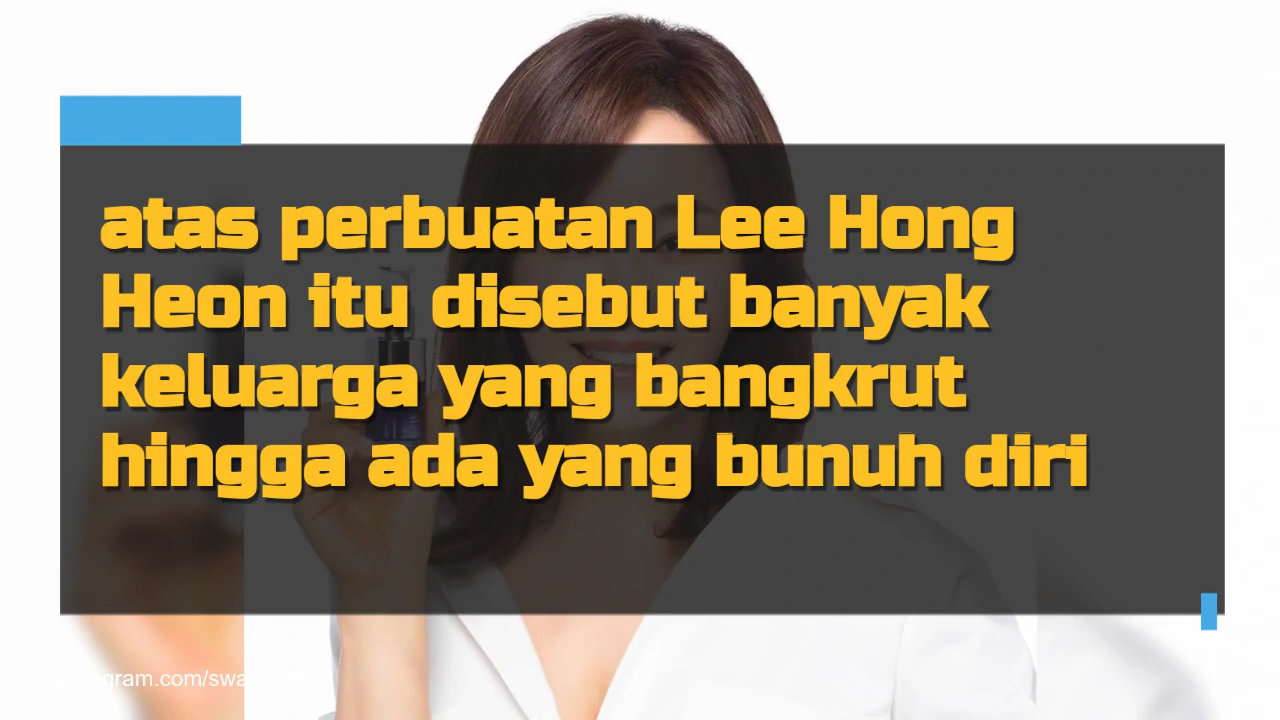 atas perbuatan Lee Hong
Heon itu disebut banyak
keluarga yang bangkrut
hingga ada yang bunuh diri